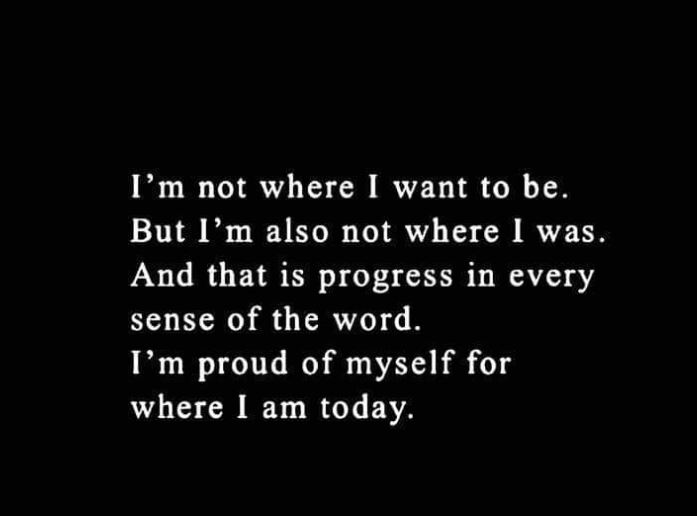 I’m not where I want to be.
But I’m also not where I was.
And that is progress in every
sense of the word.
I’m proud of myself for
where I am today.